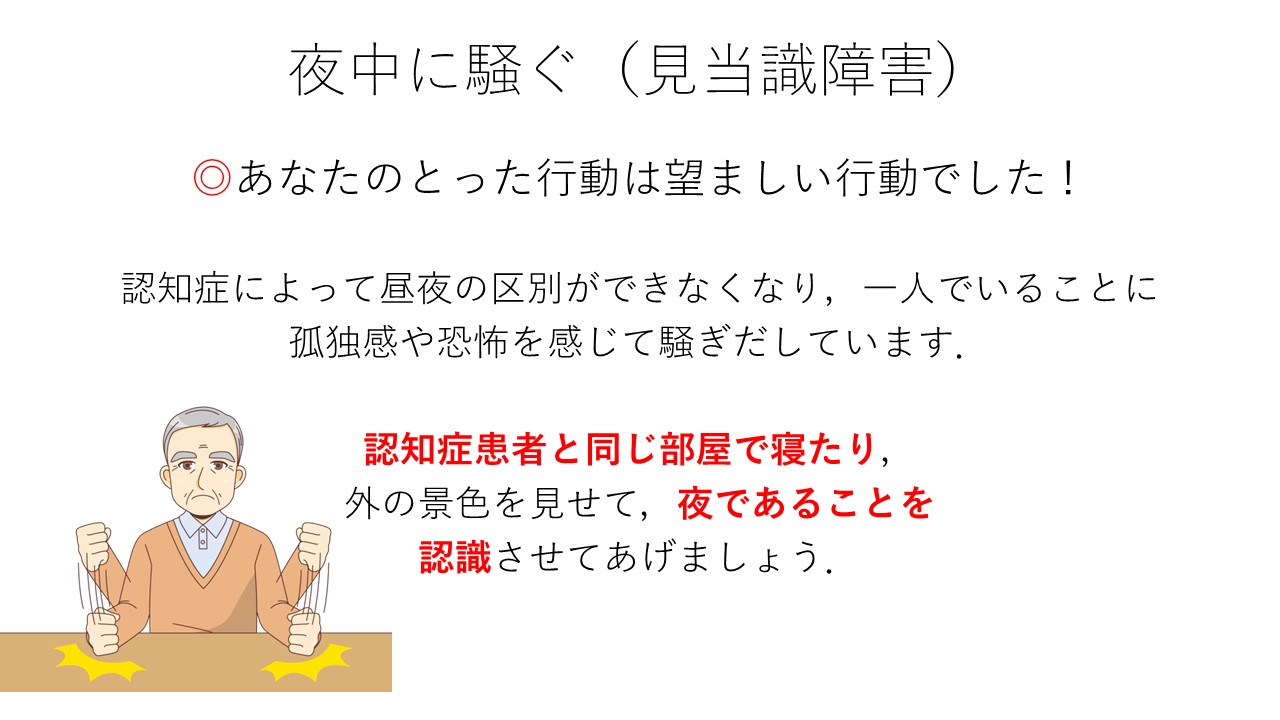 夜中に騒ぐ（見当識障害）
◎あなたのとった行動は望ましい行動でした！
認知症によって昼夜の区別ができなくなり，一人でいることに
孤独感や恐怖を感じて騒ぎだしています．
認知症患者と同じ部屋で寝たり，
外の景色を見せて，夜であることを
認識させてあげましょう．